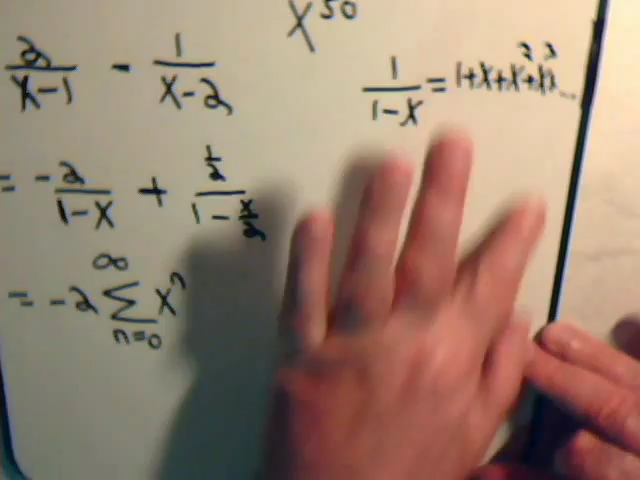 x^50
2/(x-1) - 1/(x-2)
1/(1-x) = 1+x+x^2+x^3...
= -2/(1-x) + (1/2)/(1 - x/2)
= -2 ∑_{n=0}^{∞} x^n